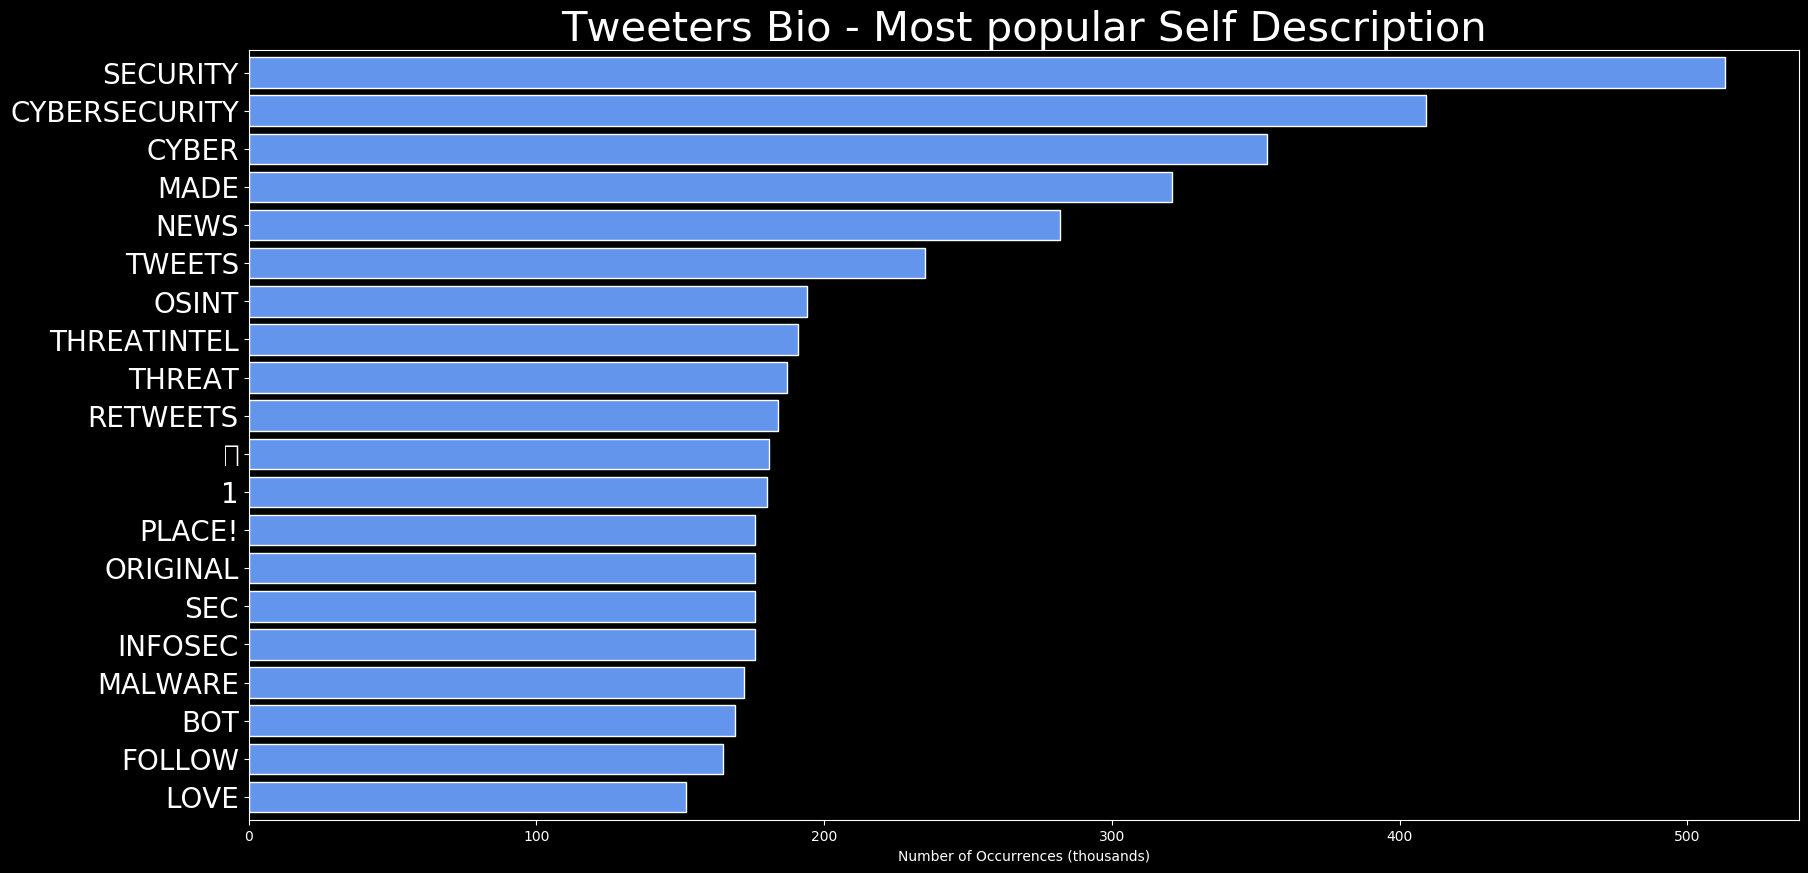 Tweeters Bio - Most popular Self Description
SECURITY
CYBERSECURITY
CYBER
MADE
NEWS
TWEETS
OSINT
THREATINTEL
THREAT
RETWEETS
1
PLACE!
ORIGINAL
SEC
INFOSEC
MALWARE
BOT
FOLLOW
LOVE
0 100 200 300 400 500
Number of Occurrences (thousands)